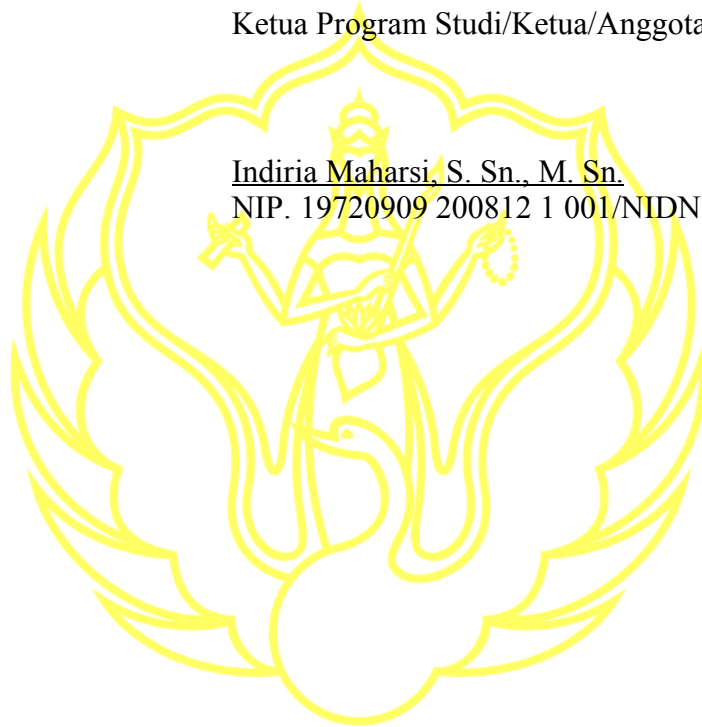 Ketua Program Studi/Ketua/Anggota
Indiria Maharsi, S. Sn., M. Sn.
NIP. 19720909 200812 1 001/NIDN